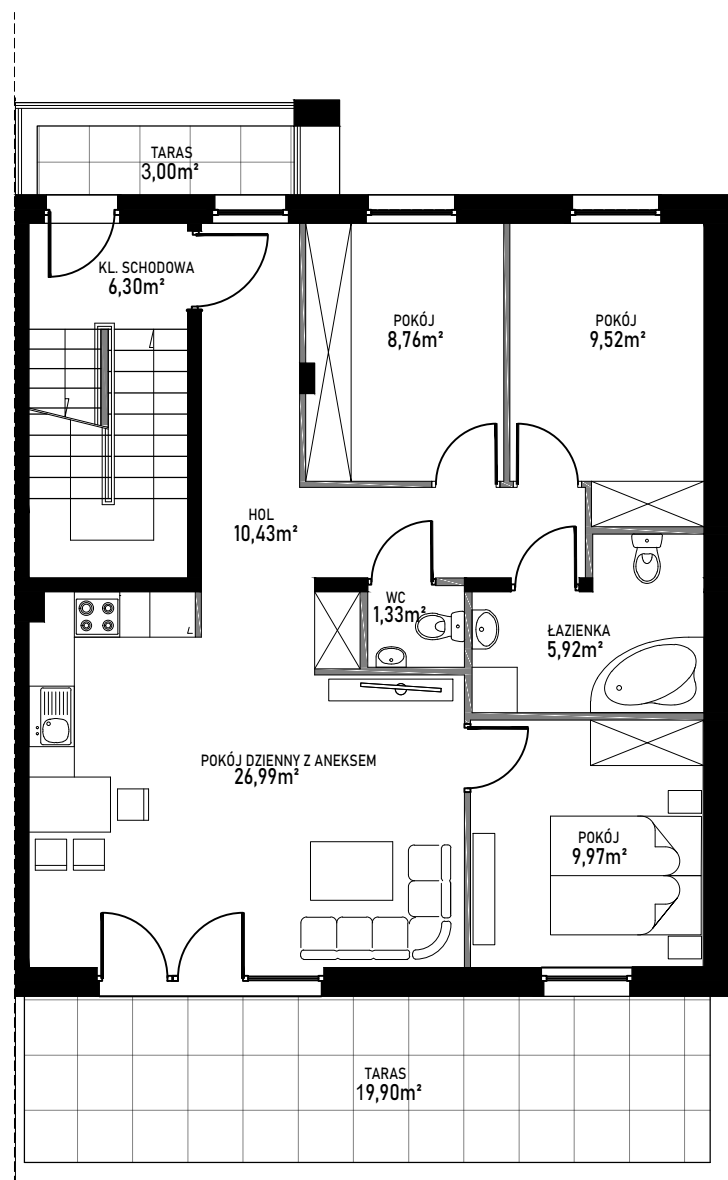 TARAS
3,00m²
KL. SCHODOWA
6,30m²
POKÓJ
8,76m²
POKÓJ
9,52m²
HOL
10,43m²
WC
1,33m²
ŁAZIENKA
5,92m²
L
POKÓJ DZIENNY Z ANEKSEM
26,99m²
POKÓJ
9,97m²
TARAS
19,90m²